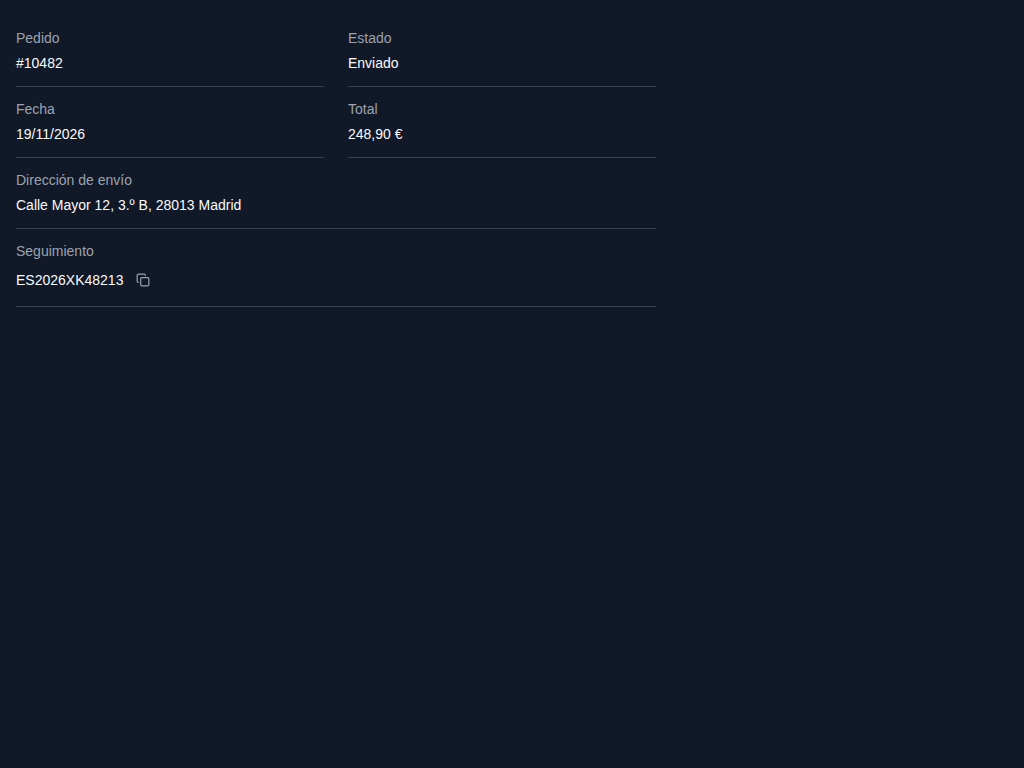 Pedido
#10482
Estado
Enviado
Fecha
19/11/2026
Total
248,90 €
Dirección de envío
Calle Mayor 12, 3.º B, 28013 Madrid
Seguimiento
ES2026XK48213